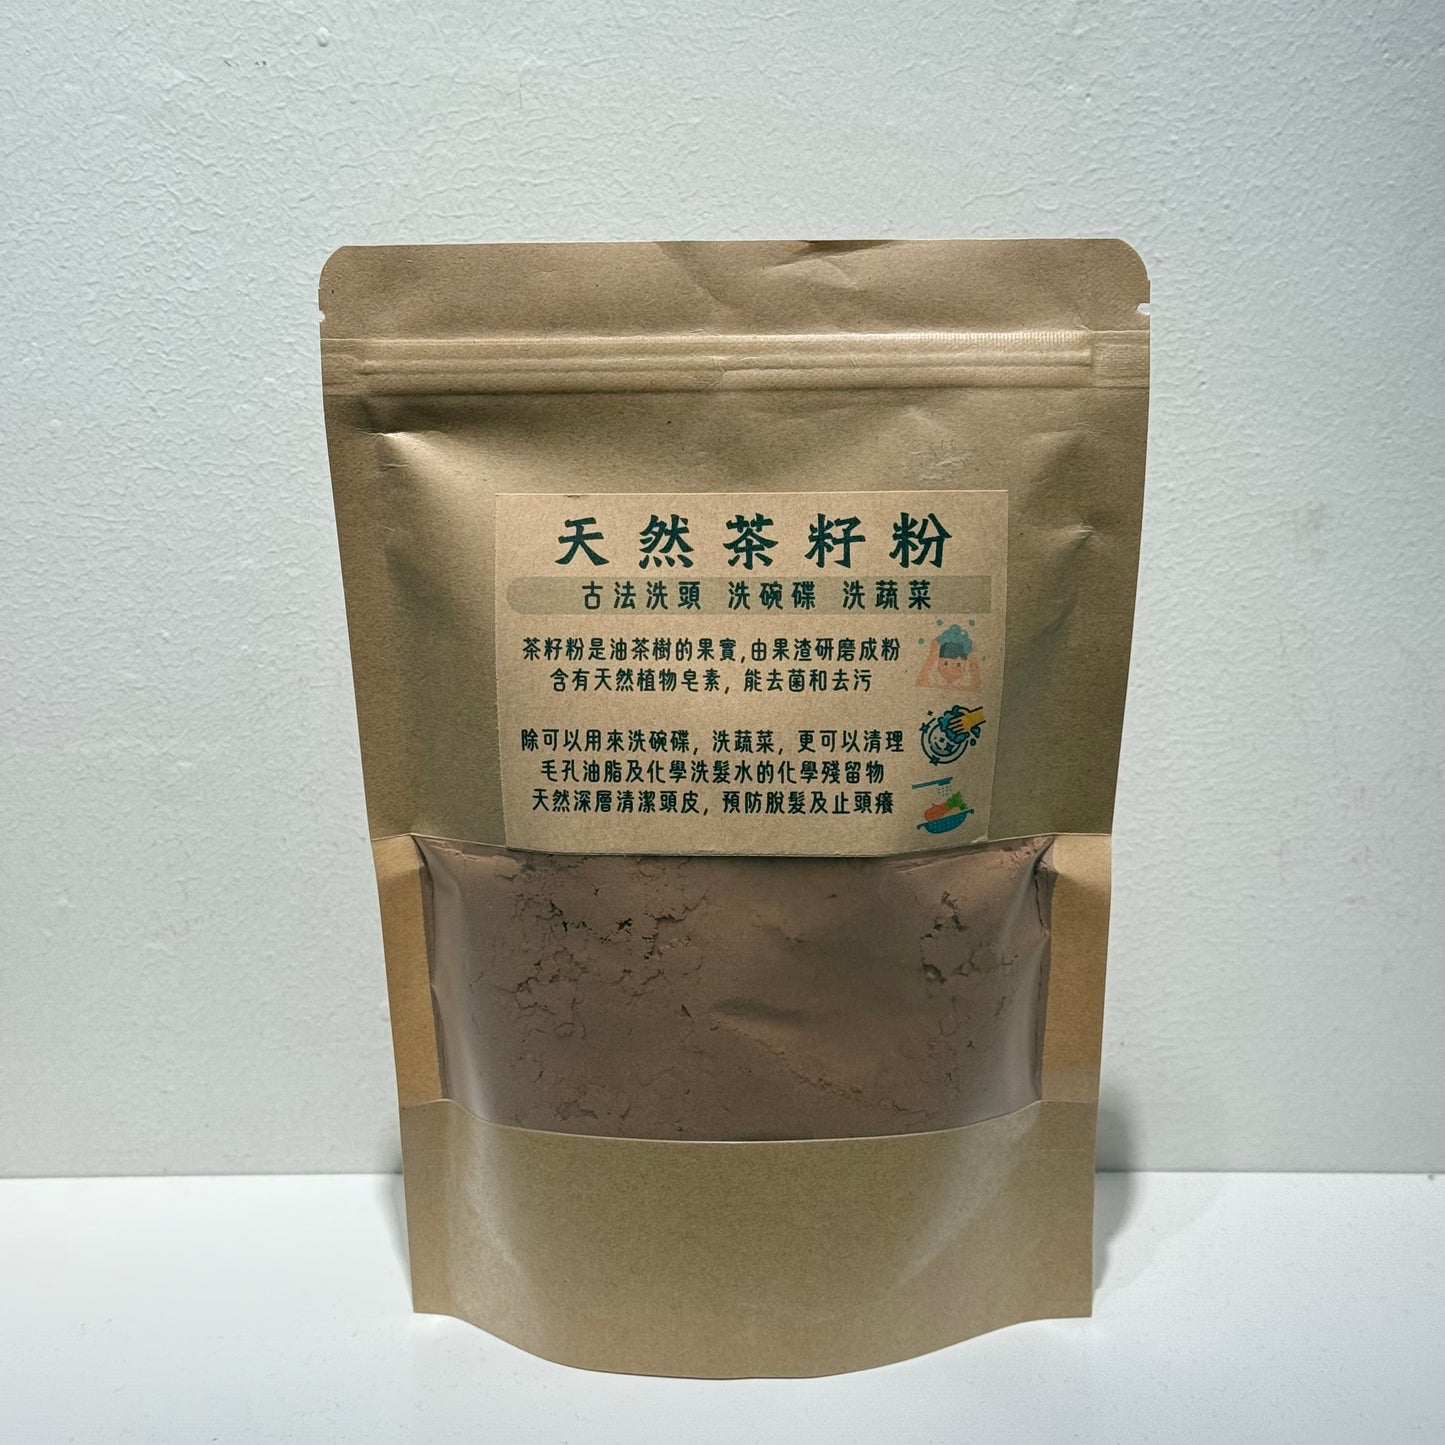 天然茶籽粉
古法洗頭 洗碗碟 洗蔬菜
茶籽粉是油茶樹的果實,由果渣研磨成粉
含有天然植物皂素, 能去菌和去污
除可以用來洗碗碟, 洗蔬菜, 更可以清理
毛孔油脂及化學洗髮水的化學殘留物
天然深層清潔頭皮, 預防脫髮及止頭癢